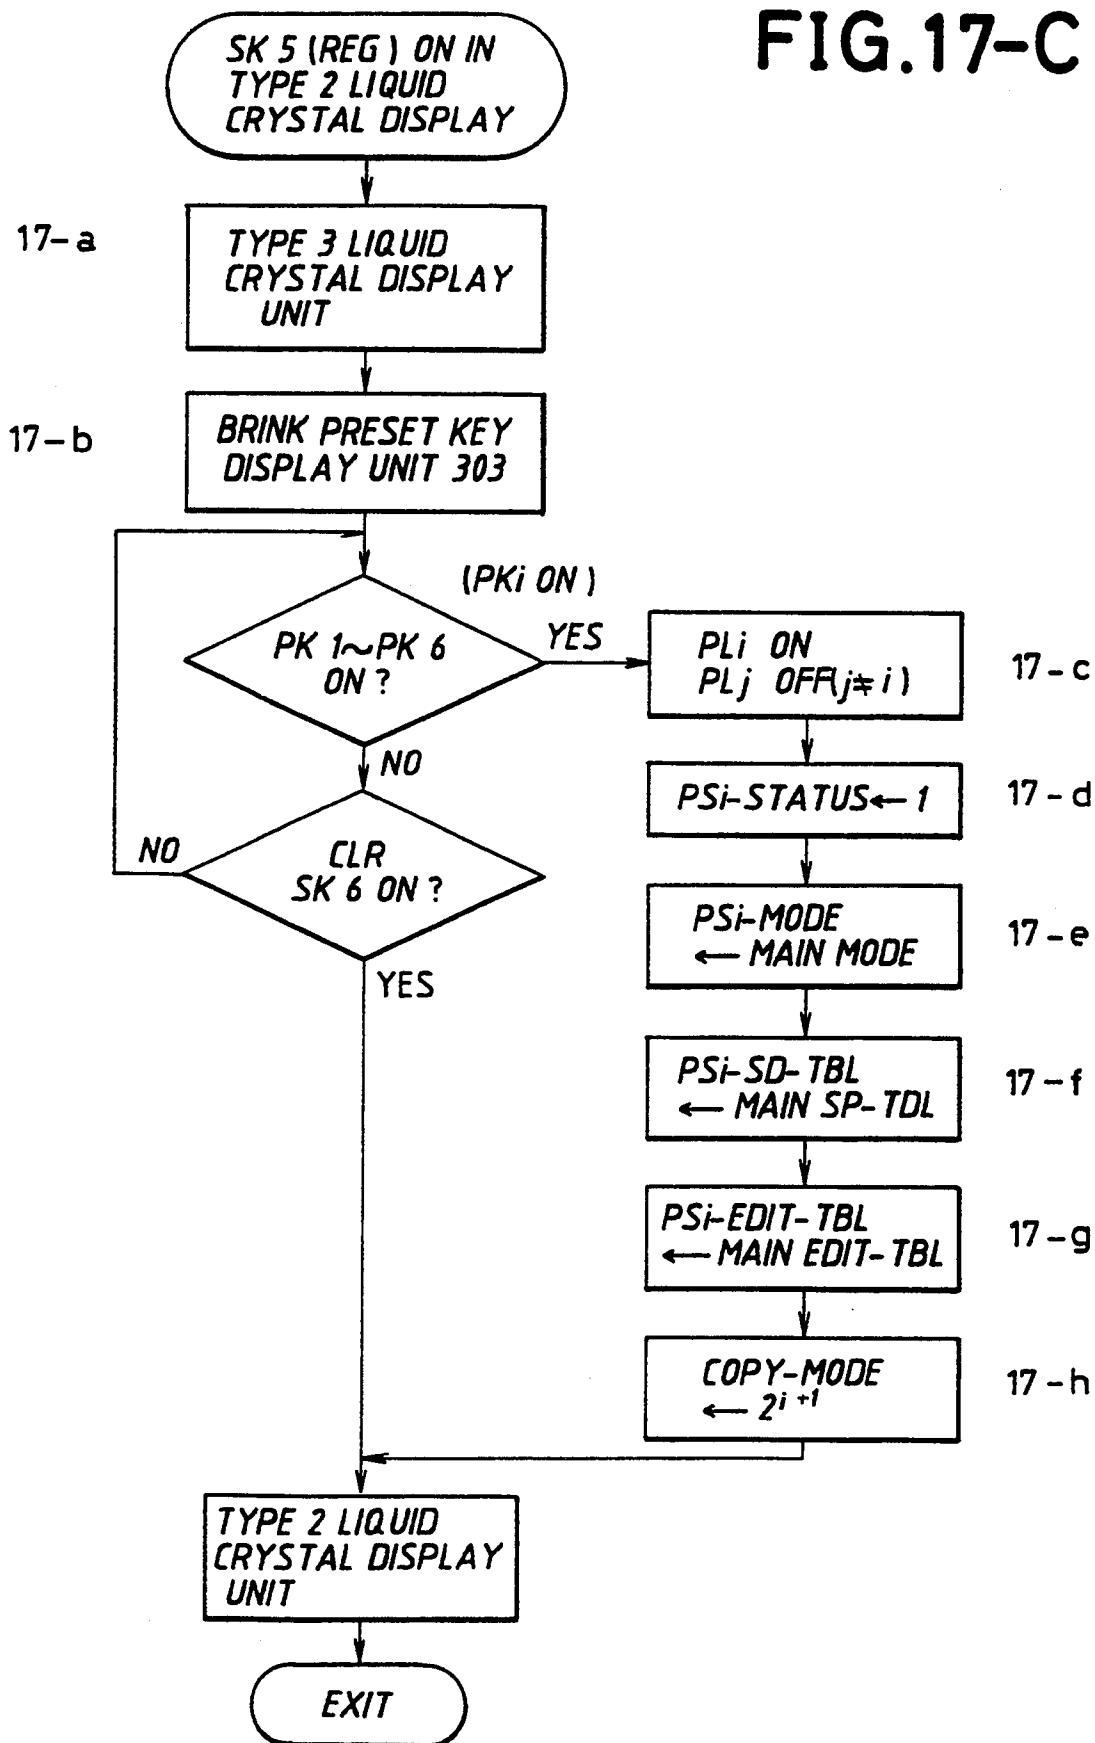 FIG.17-C
SK 5 (REG) ON IN
TYPE 2 LIQUID
CRYSTAL DISPLAY
17-a
TYPE 3 LIQUID
CRYSTAL DISPLAY
UNIT
17-b
BRINK PRESET KEY
DISPLAY UNIT 303
(PKi ON)
PK 1~PK 6
ON ?
YES
NO
CLR
SK 6 ON ?
NO
YES
PLi ON
PLj OFF(j≠i)
17-c
PSi-STATUS ← 1
17-d
PSi-MODE
← MAIN MODE
17-e
PSi-SD-TBL
← MAIN SP-TDL
17-f
PSi-EDIT-TBL
← MAIN EDIT-TBL
17-g
COPY-MODE
← 2^{i+1}
17-h
TYPE 2 LIQUID
CRYSTAL DISPLAY
UNIT
EXIT